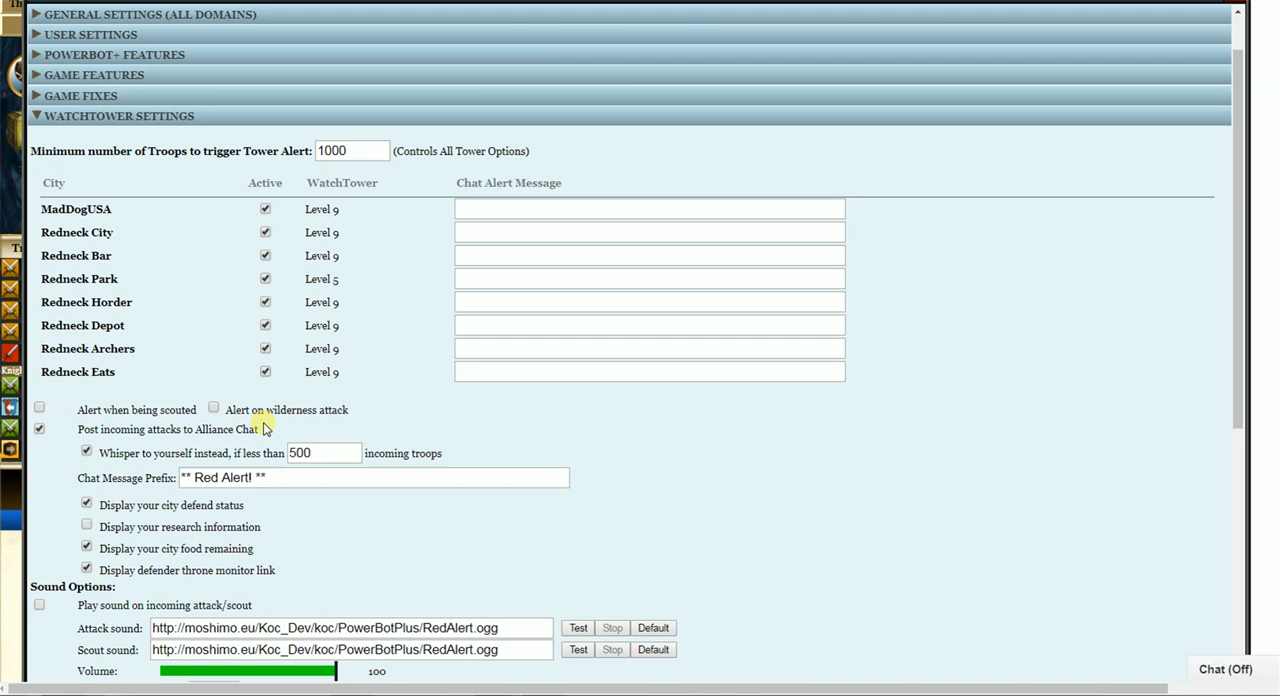 Th
GENERAL SETTINGS (ALL DOMAINS)
USER SETTINGS
POWERBOT+ FEATURES
GAME FEATURES
GAME FIXES
WATCHTOWER SETTINGS
Minimum number of Troops to trigger Tower Alert: 1000 (Controls All Tower Options)
City Active WatchTower Chat Alert Message
MadDogUSA Level 9
Redneck City Level 9
Redneck Bar Level 9
Redneck Park Level 5
Redneck Horder Level 9
Redneck Depot Level 9
Redneck Archers Level 9
Redneck Eats Level 9
Alert when being scouted Alert on wilderness attack
Post incoming attacks to Alliance Chat
Whisper to yourself instead, if less than 500 incoming troops
Chat Message Prefix: ** Red Alert! **
Display your city defend status
Display your research information
Display your city food remaining
Display defender throne monitor link
Sound Options:
Play sound on incoming attack/scout
Attack sound: http://moshimo.eu/Koc_Dev/koc/PowerBotPlus/RedAlert.ogg Test Stop Default
Scout sound: http://moshimo.eu/Koc_Dev/koc/PowerBotPlus/RedAlert.ogg Test Stop Default
Volume: 100
Chat (Off)
Tr
Knigh